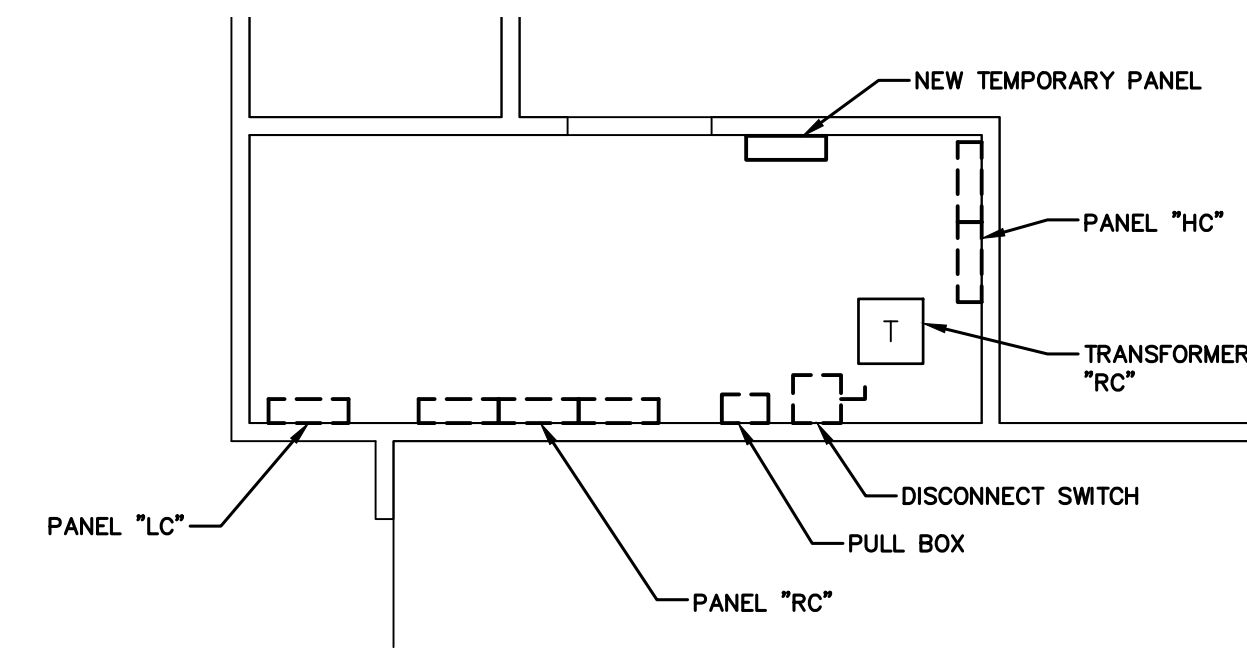 NEW TEMPORARY PANEL
PANEL "HC"
T
TRANSFORMER
"RC"
DISCONNECT SWITCH
PANEL "LC"
PULL BOX
PANEL "RC"